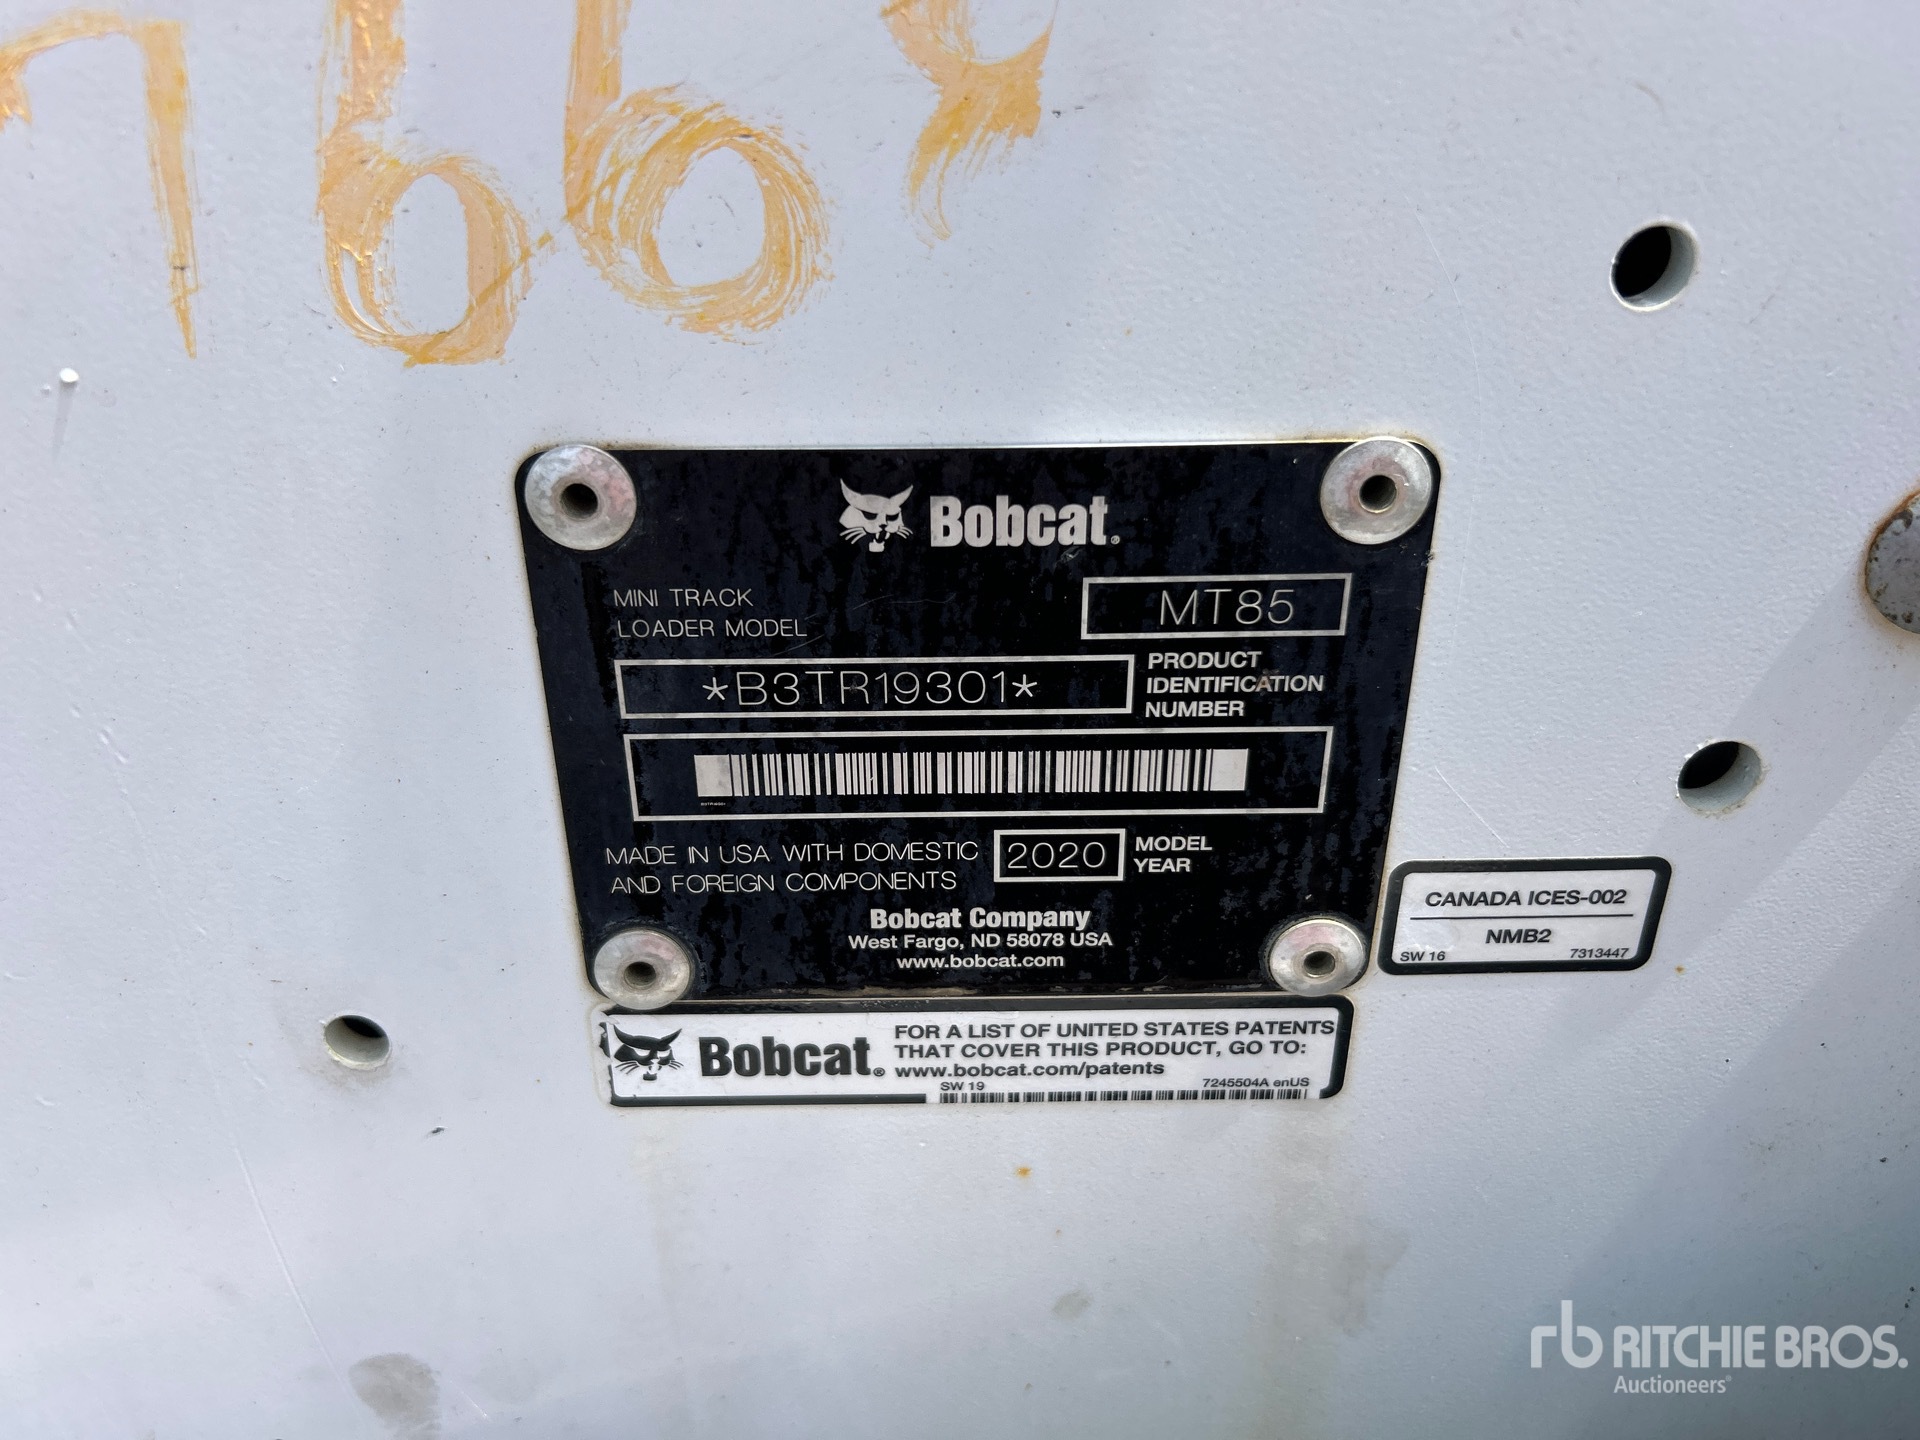 Bobcat®
MINI TRACK
LOADER MODEL
MT85
*B3TR19301*
PRODUCT
IDENTIFICATION
NUMBER
MADE IN USA WITH DOMESTIC
AND FOREIGN COMPONENTS
2020
MODEL
YEAR
Bobcat Company
West Fargo, ND 58078 USA
www.bobcat.com
CANADA ICES-002
NMB2
SW 16 7313447
Bobcat®
FOR A LIST OF UNITED STATES PATENTS
THAT COVER THIS PRODUCT, GO TO:
www.bobcat.com/patents
SW 19 7245504A enUS
rb RITCHIE BROS.
Auctioneers®